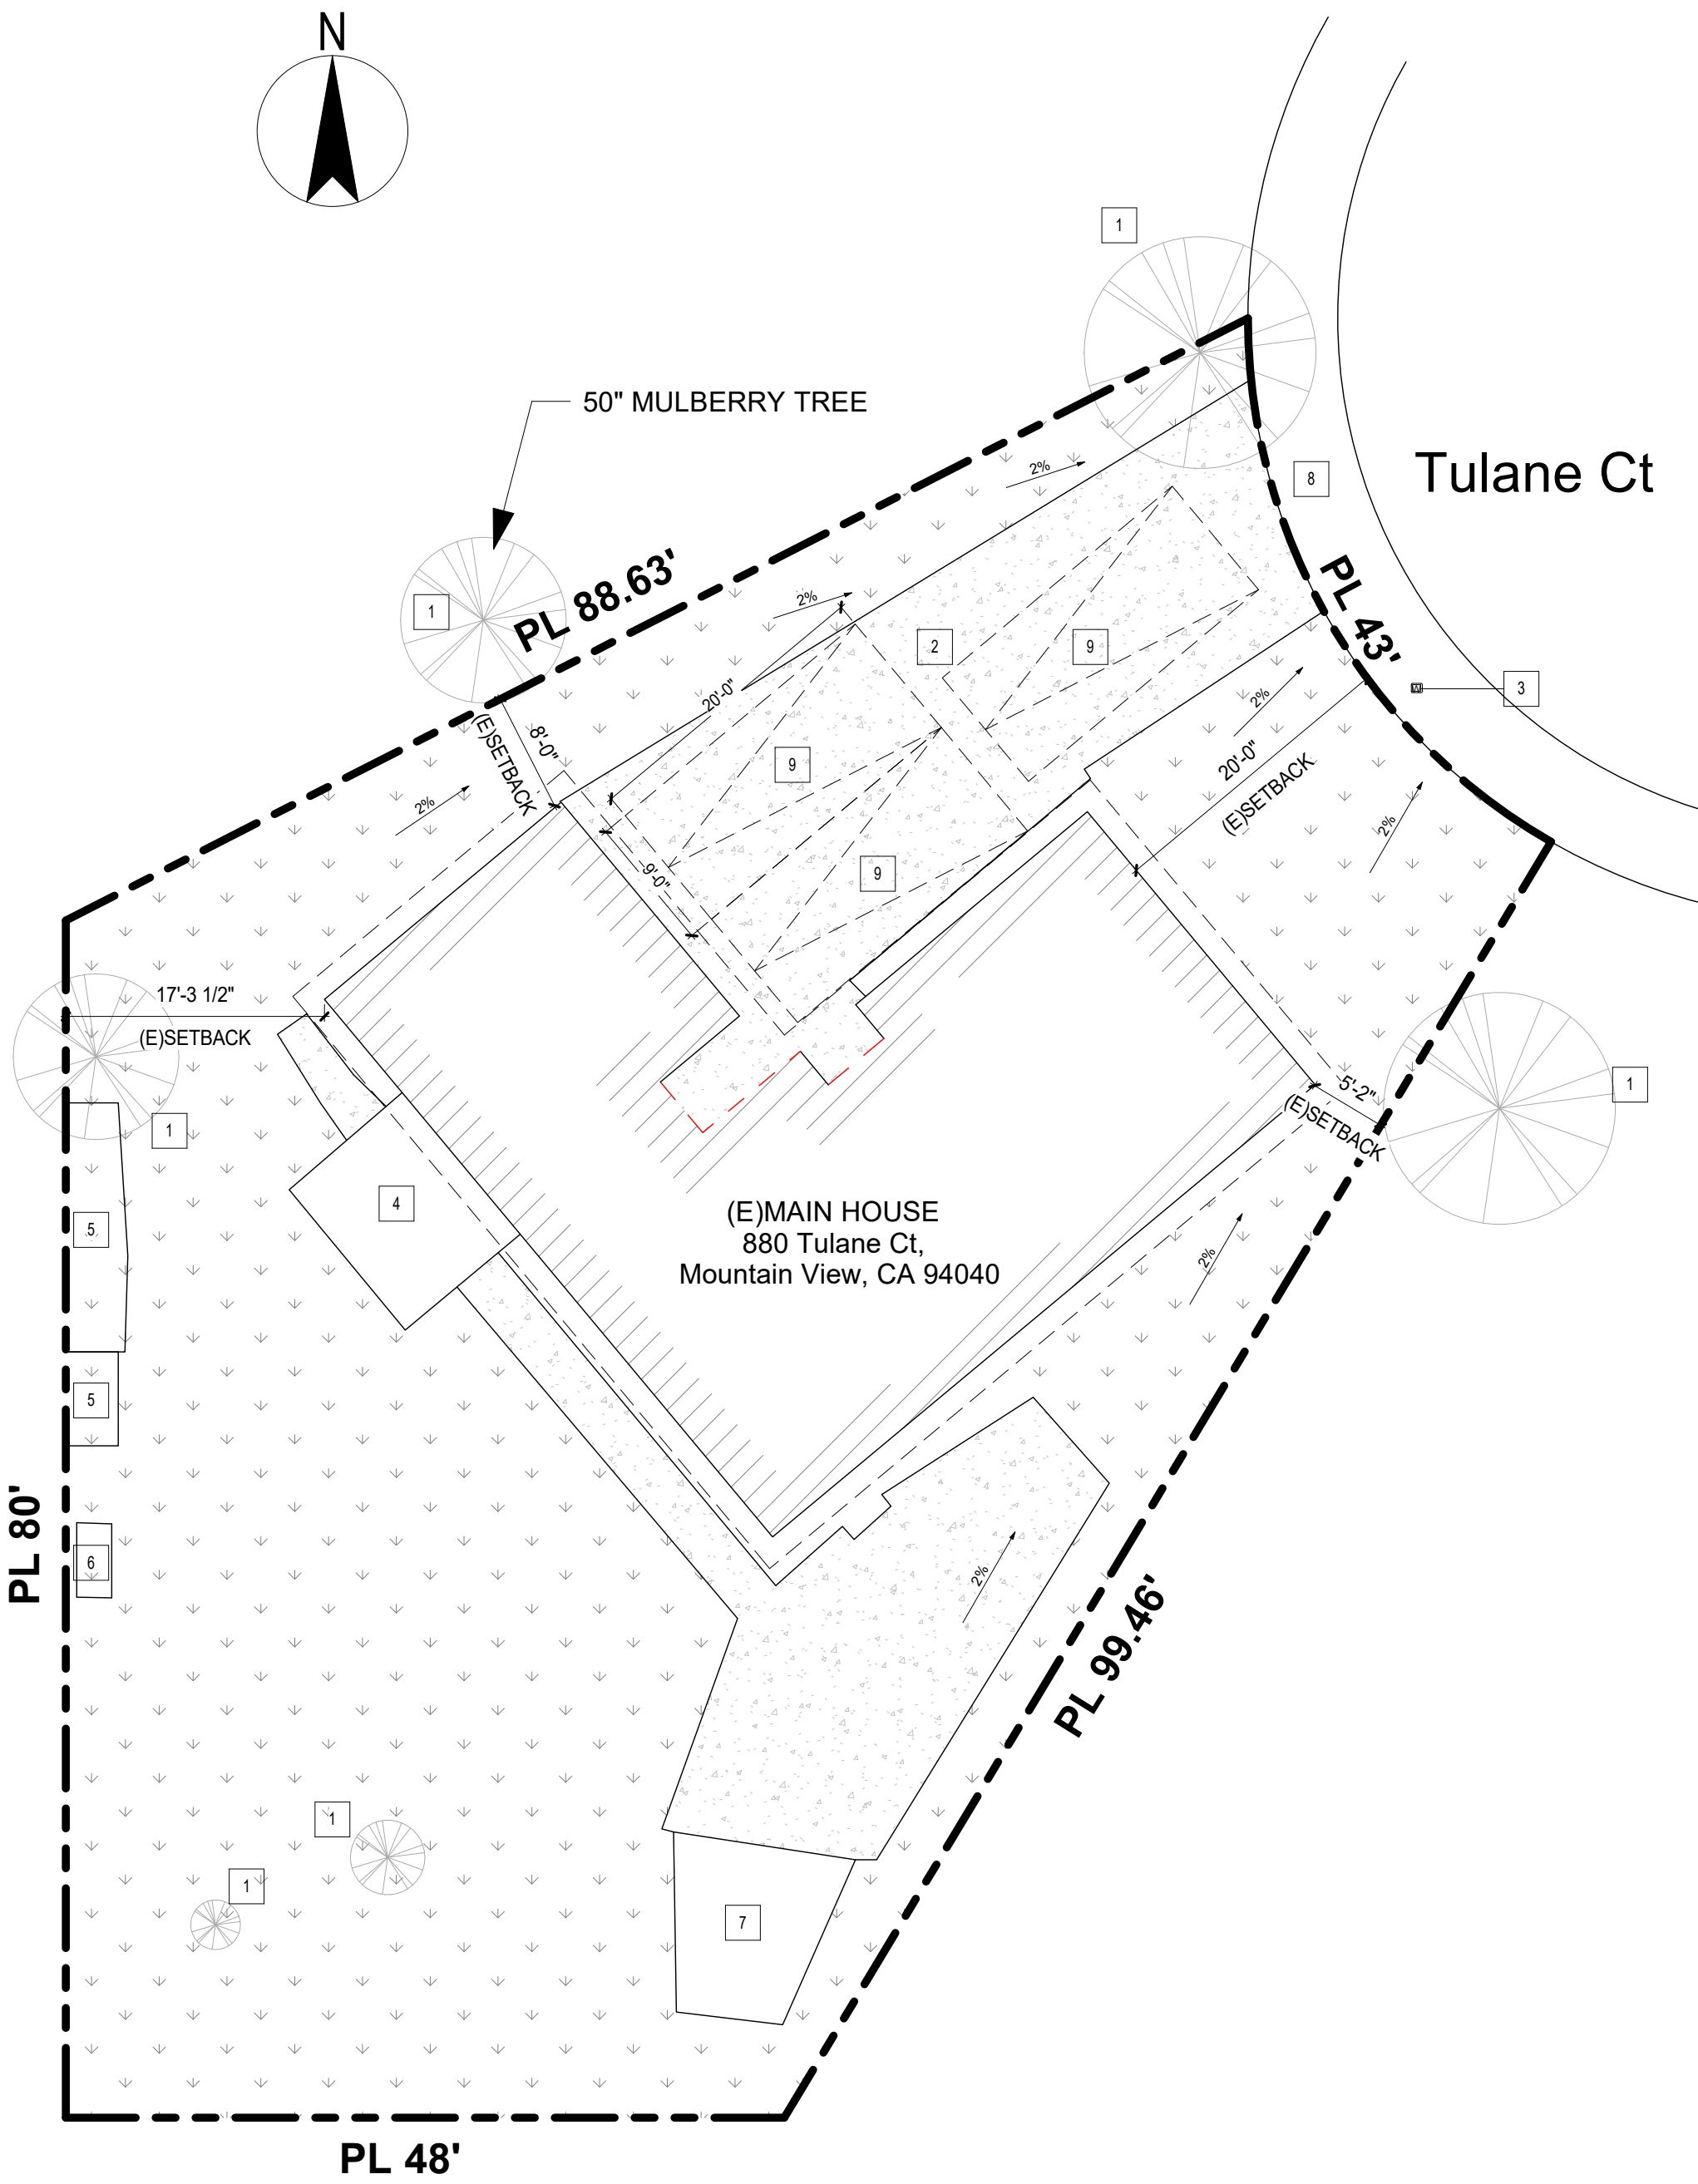 N
1
50" MULBERRY TREE
Tulane Ct
2%
8
PL 88.63'
1
2%
PL 43'
2
9
3
20'-0"
2%
8'-0"
(E)SETBACK
9
20'-0"
(E)SETBACK
2%
2%
9'-0"
9
17'-3 1/2"
(E)SETBACK
1
5'-2"
(E)SETBACK
1
4
5
(E)MAIN HOUSE
880 Tulane Ct,
Mountain View, CA 94040
2%
5
PL 80'
6
2%
PL 99.46'
1
1
7
PL 48'
W